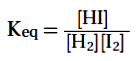 Keq = [HI]
[H₂][I₂]